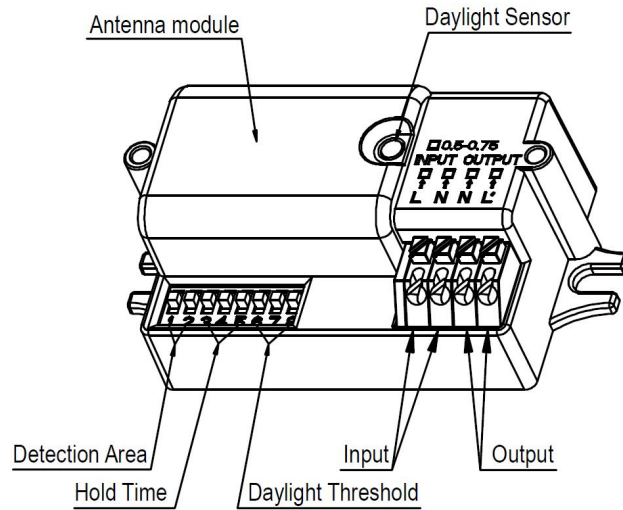 Antenna module
Daylight Sensor
0.5-0.75
INPUT OUTPUT
L N N L'
1 2 3 4 5 6 7 8
Detection Area
Hold Time
Daylight Threshold
Input
Output